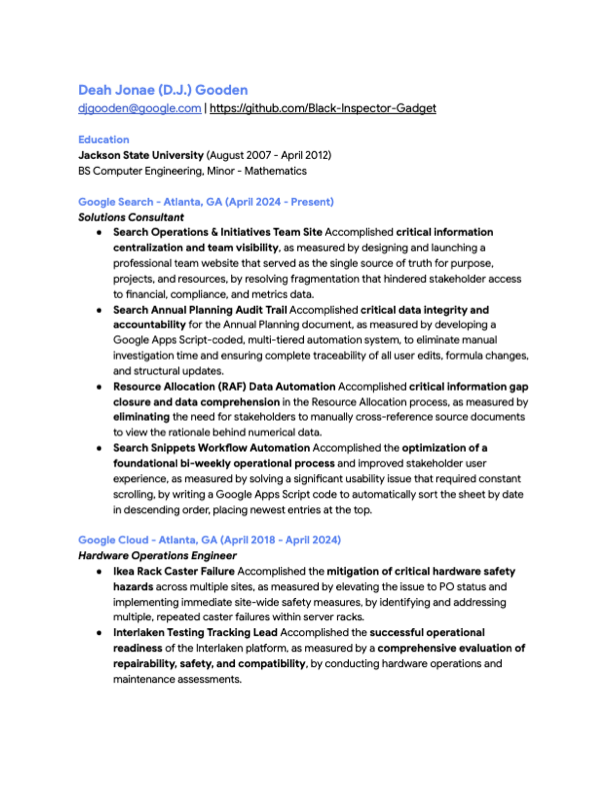 Deah Jonae (D.J.) Gooden
djgooden@google.com | https://github.com/Black-Inspector-Gadget
Education
Jackson State University (August 2007 - April 2012)
BS Computer Engineering, Minor - Mathematics
Google Search - Atlanta, GA (April 2024 - Present)
Solutions Consultant
● Search Operations & Initiatives Team Site Accomplished critical information
centralization and team visibility, as measured by designing and launching a
professional team website that served as the single source of truth for purpose,
projects, and resources, by resolving fragmentation that hindered stakeholder access
to financial, compliance, and metrics data.
● Search Annual Planning Audit Trail Accomplished critical data integrity and
accountability for the Annual Planning document, as measured by developing a
Google Apps Script-coded, multi-tiered automation system, to eliminate manual
investigation time and ensuring complete traceability of all user edits, formula changes,
and structural updates.
● Resource Allocation (RAF) Data Automation Accomplished critical information gap
closure and data comprehension in the Resource Allocation process, as measured by
eliminating the need for stakeholders to manually cross-reference source documents
to view the rationale behind numerical data.
● Search Snippets Workflow Automation Accomplished the optimization of a
foundational bi-weekly operational process and improved stakeholder user
experience, as measured by solving a significant usability issue that required constant
scrolling, by writing a Google Apps Script code to automatically sort the sheet by date
in descending order, placing newest entries at the top.
Google Cloud - Atlanta, GA (April 2018 - April 2024)
Hardware Operations Engineer
● Ikea Rack Caster Failure Accomplished the mitigation of critical hardware safety
hazards across multiple sites, as measured by elevating the issue to PO status and
implementing immediate site-wide safety measures, by identifying and addressing
multiple, repeated caster failures within server racks.
● Interlaken Testing Tracking Lead Accomplished the successful operational
readiness of the Interlaken platform, as measured by a comprehensive evaluation of
repairability, safety, and compatibility, by conducting hardware operations and
maintenance assessments.